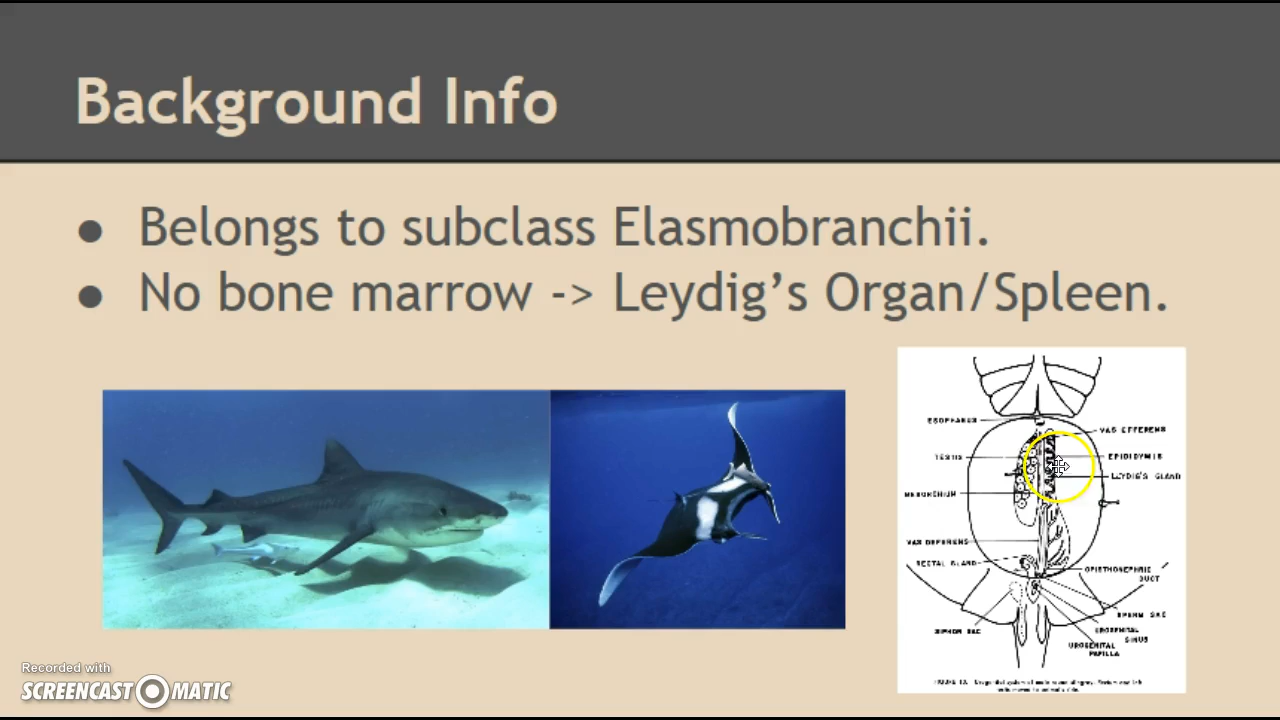 Background Info
● Belongs to subclass Elasmobranchii.
● No bone marrow -> Leydig’s Organ/Spleen.
ESOPHAGUS
VAS EFFERENS
TESTIS
EPIDIDYMIS
LEYDIG'S GLAND
MESORCHIUM
VAS DEFERENS
RECTAL GLAND
OPISTHONEPHRIC
DUCT
SPERM SAC
SIPHON SAC
UROGENITAL
SINUS
UROGENITAL
PAPILLA
Recorded with
SCREENCAST MATIC